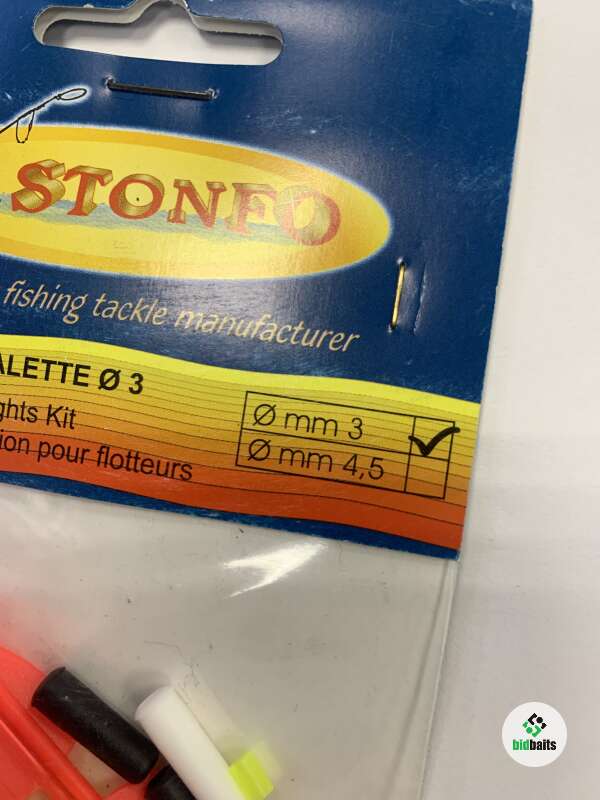 STONFO
fishing tackle manufacturer
ALETTE Ø 3
ghts Kit
ion pour flotteurs
Ø mm 3
Ø mm 4,5
bidbaits